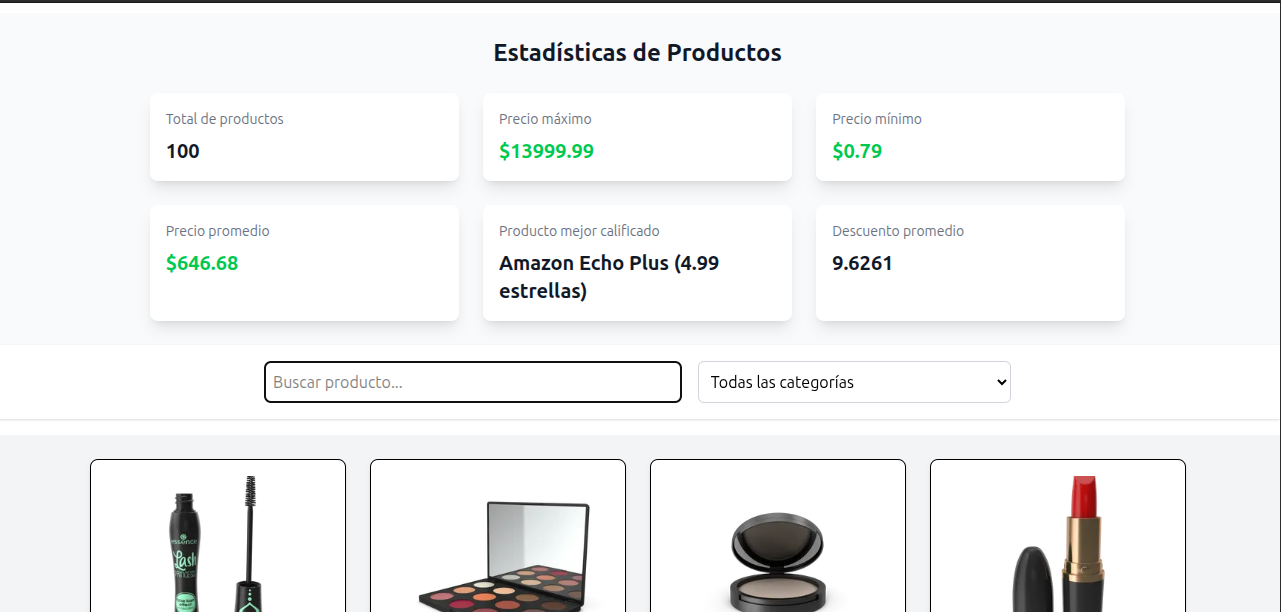 Estadísticas de Productos
Total de productos
100
Precio máximo
$13999.99
Precio mínimo
$0.79
Precio promedio
$646.68
Producto mejor calificado
Amazon Echo Plus (4.99
estrellas)
Descuento promedio
9.6261
Buscar producto...
Todas las categorías
essence
Lash
PRINCESS